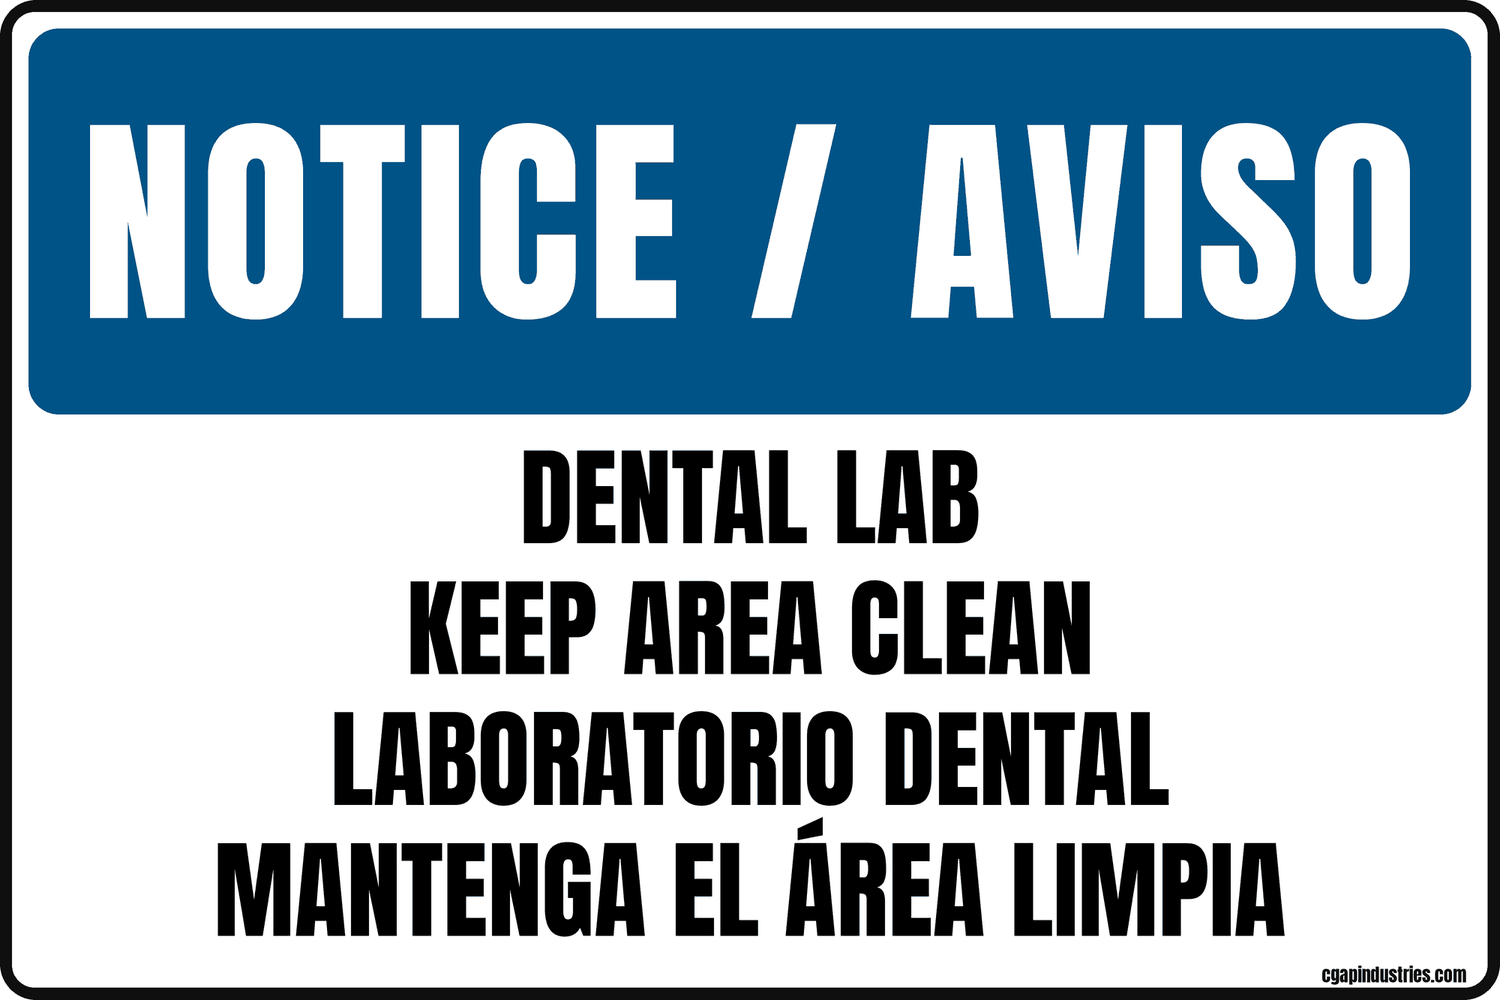 NOTICE / AVISO
DENTAL LAB
KEEP AREA CLEAN
LABORATORIO DENTAL
MANTENGA EL ÁREA LIMPIA
cgapindustries.com